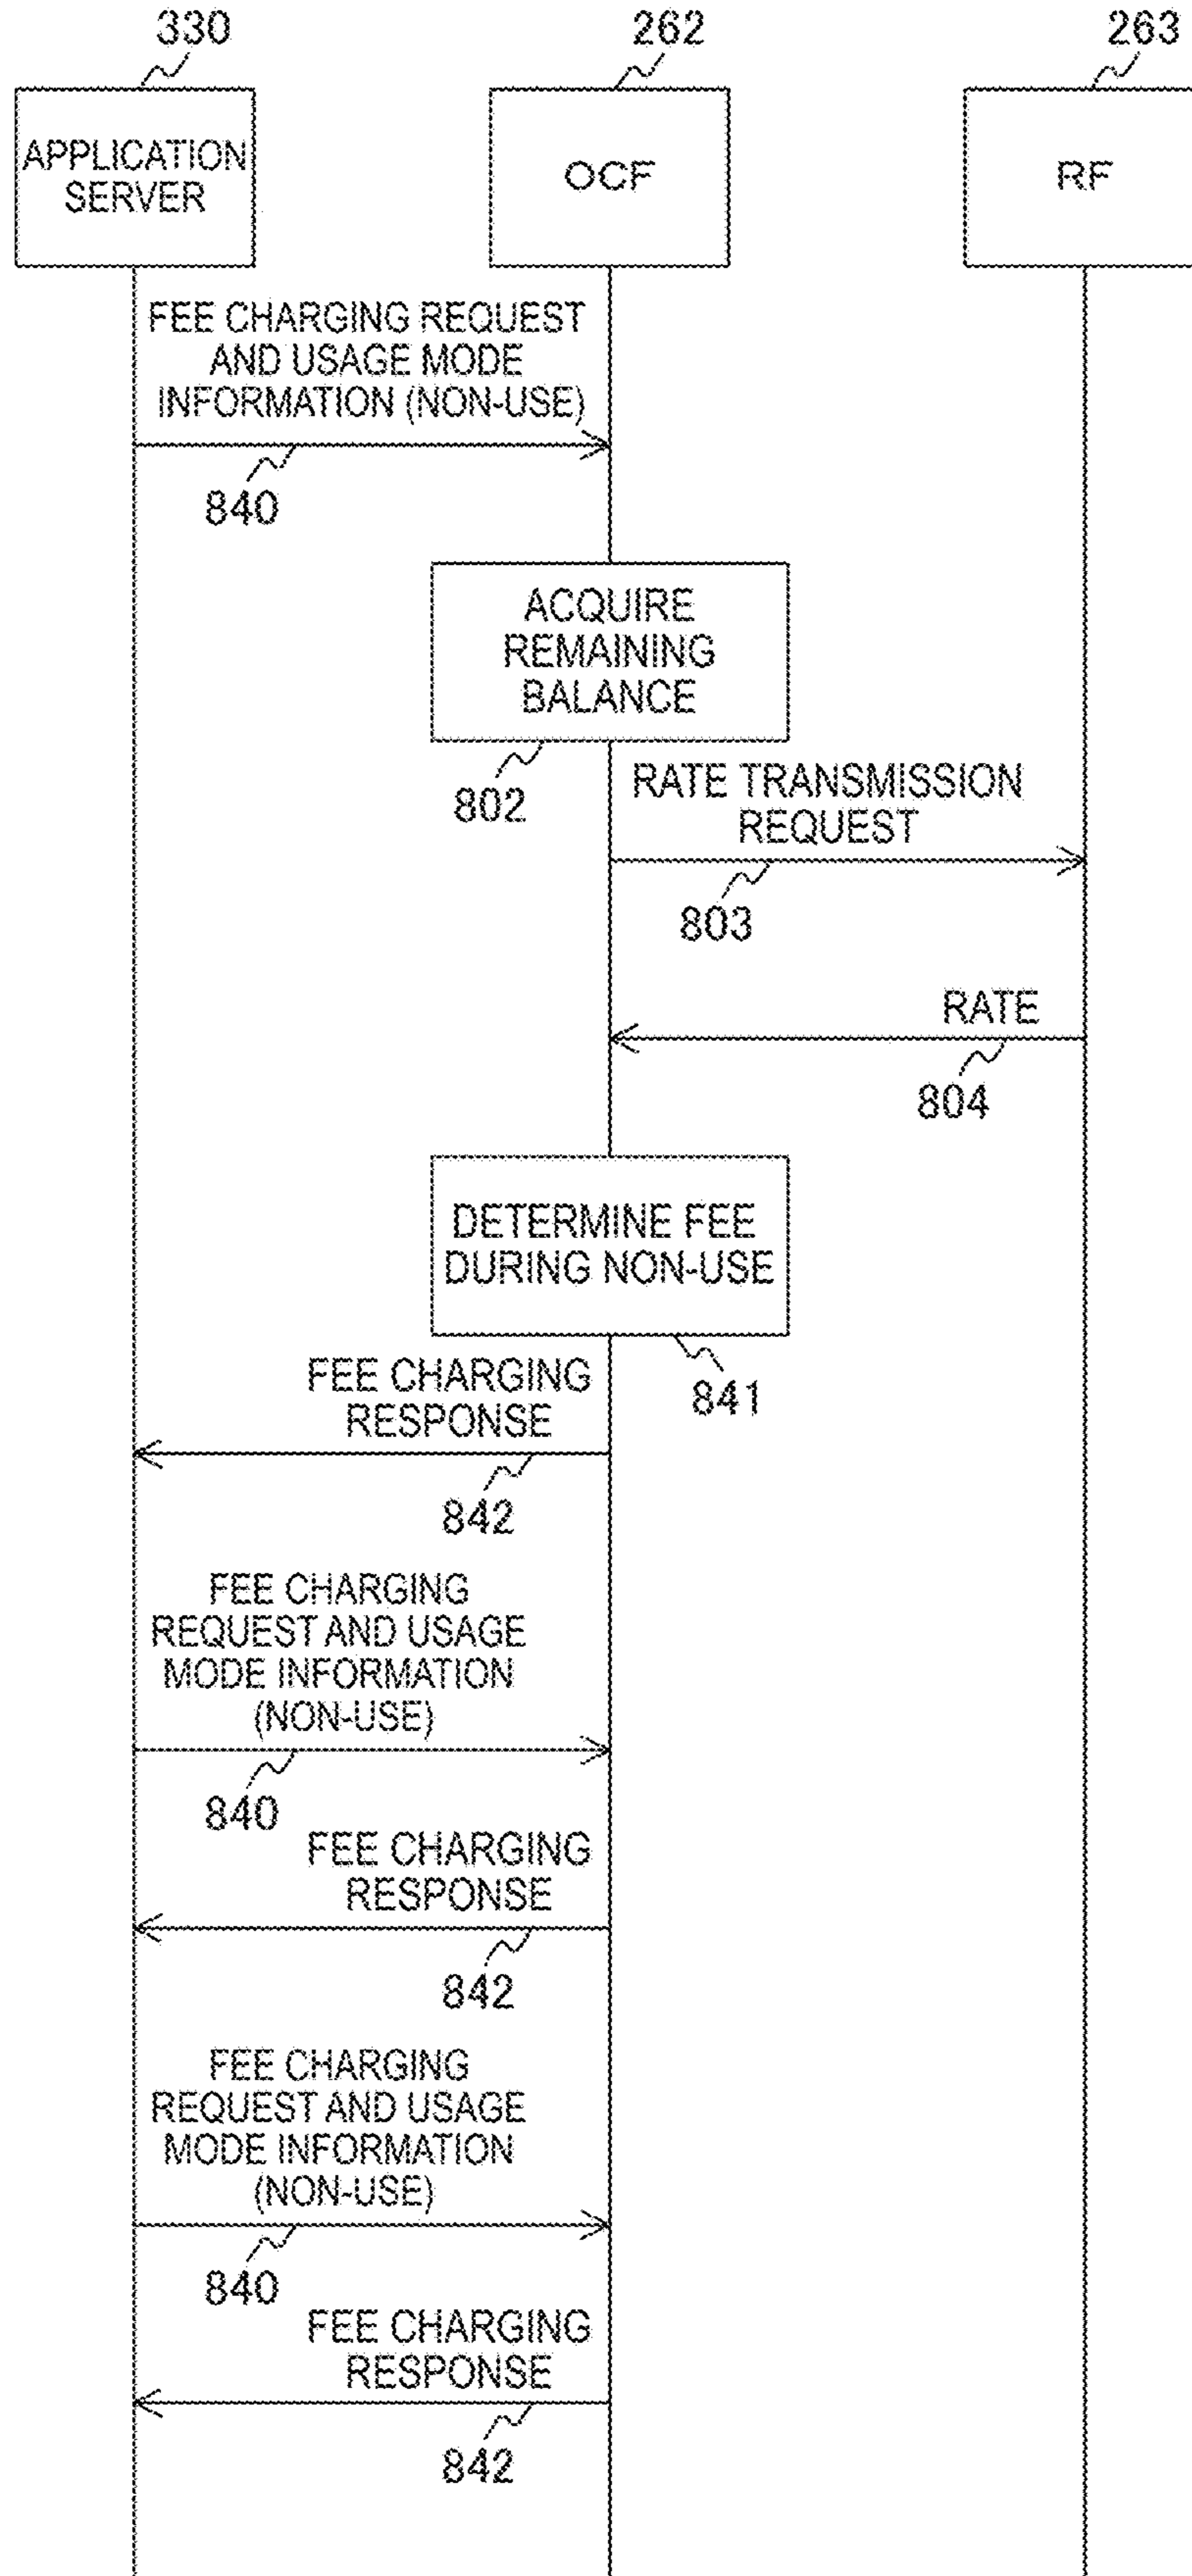 330
262
263
APPLICATION
SERVER
OCF
RF
FEE CHARGING REQUEST
AND USAGE MODE
INFORMATION (NON-USE)
840
ACQUIRE
REMAINING
BALANCE
802
RATE TRANSMISSION
REQUEST
803
RATE
804
DETERMINE FEE
DURING NON-USE
841
FEE CHARGING
RESPONSE
842
FEE CHARGING
REQUEST AND USAGE
MODE INFORMATION
(NON-USE)
840
FEE CHARGING
RESPONSE
842
FEE CHARGING
REQUEST AND USAGE
MODE INFORMATION
(NON-USE)
840
FEE CHARGING
RESPONSE
842